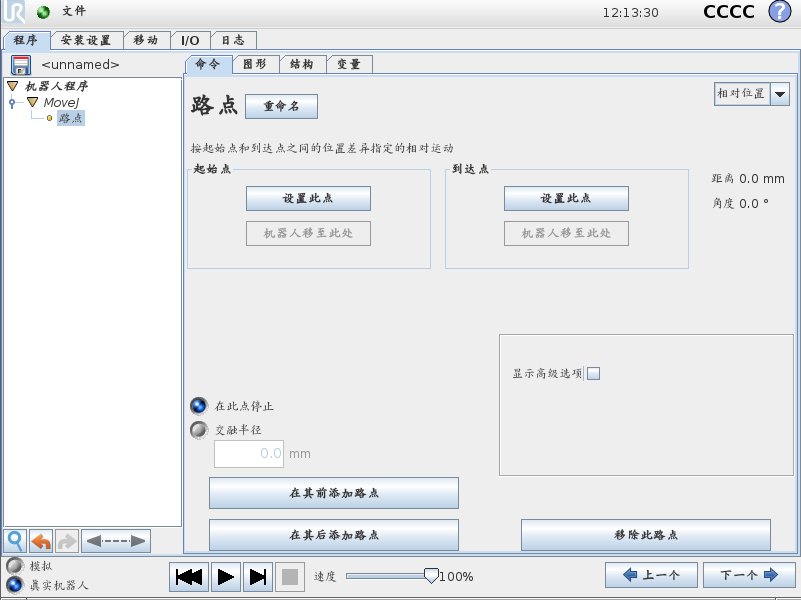 UR 文件 12:13:30 CCCC ?
程序 安装设置 移动 I/O 日志
<unnamed> 命令 图形 结构 变量
机器人程序
MoveJ
路点
路点 重命名 相对位置
按起始点和到达点之间的位置差异指定的相对运动
起始点 到达点
距离 0.0 mm
设置此点 设置此点
角度 0.0 °
机器人移至此处 机器人移至此处
显示高级选项
在此点停止
交融半径
0.0 mm
在其前添加路点
在其后添加路点 移除此路点
模拟
真实机器人
速度 100% 上一个 下一个